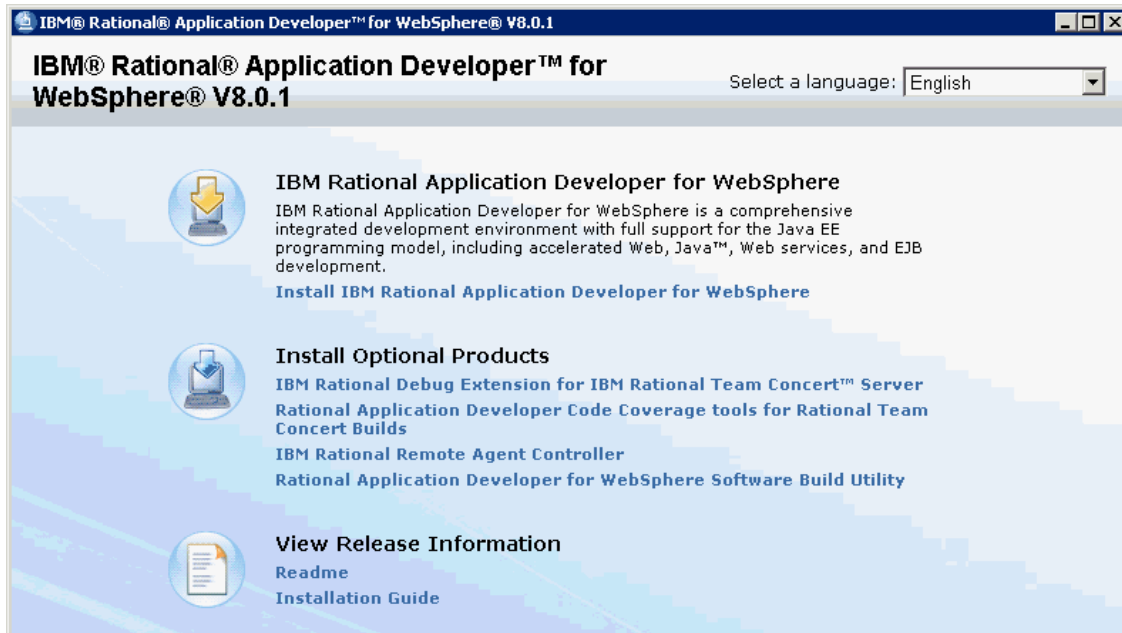 IBM® Rational® Application Developer™ for WebSphere® V8.0.1
IBM® Rational® Application Developer™ for
WebSphere® V8.0.1
Select a language: English
IBM Rational Application Developer for WebSphere
IBM Rational Application Developer for WebSphere is a comprehensive
integrated development environment with full support for the Java EE
programming model, including accelerated Web, Java™, Web services, and EJB
development.
Install IBM Rational Application Developer for WebSphere
Install Optional Products
IBM Rational Debug Extension for IBM Rational Team Concert™ Server
Rational Application Developer Code Coverage tools for Rational Team
Concert Builds
IBM Rational Remote Agent Controller
Rational Application Developer for WebSphere Software Build Utility
View Release Information
Readme
Installation Guide